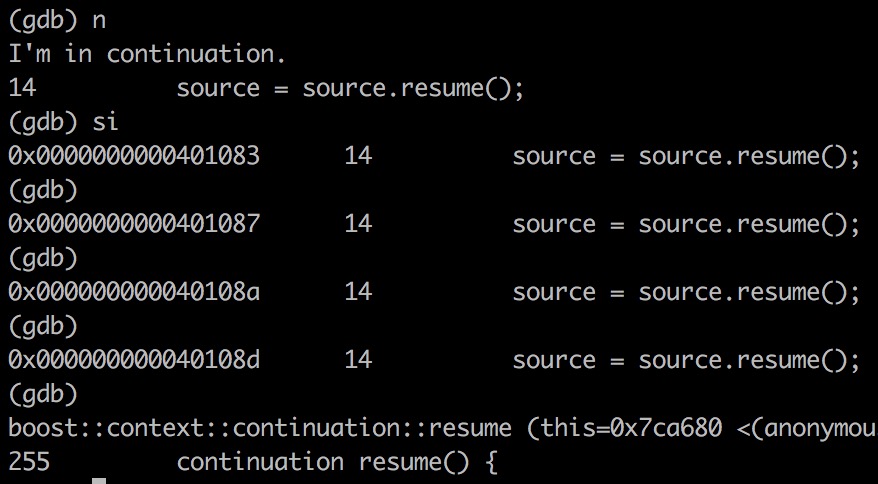 (gdb) n
I'm in continuation.
14 source = source.resume();
(gdb) si
0x0000000000401083 14 source = source.resume();
(gdb)
0x0000000000401087 14 source = source.resume();
(gdb)
0x000000000040108a 14 source = source.resume();
(gdb)
0x000000000040108d 14 source = source.resume();
(gdb)
boost::context::continuation::resume (this=0x7ca680 <(anonymou
255 continuation resume() {